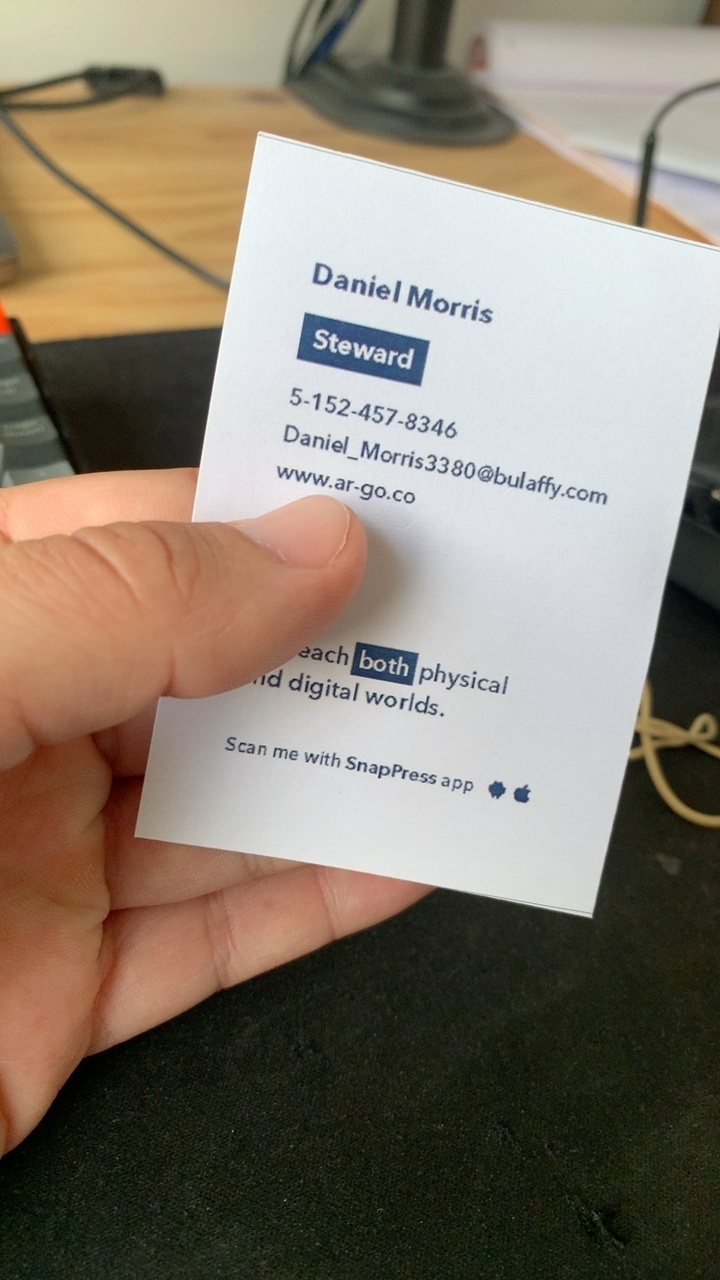 Daniel Morris
Steward
5-152-457-8346
Daniel_Morris3380@bulaffy.com
www.ar-go.co
both physical
digital worlds.
Scan me with SnapPress app